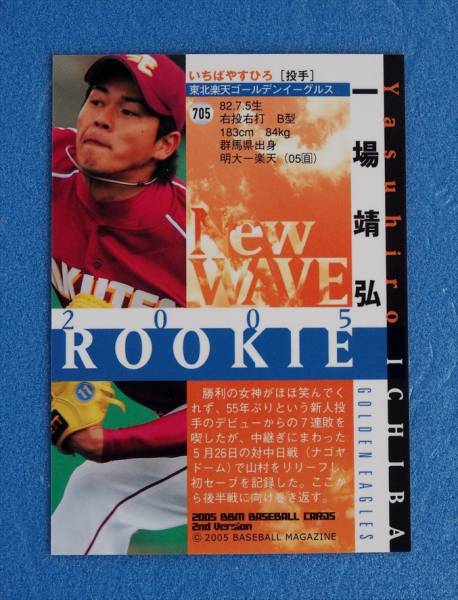 いちばやすひろ [投手]
東北楽天ゴールデンイーグルス
705
82.7.5生
右投右打 B型
183cm 84kg
群馬県出身
明大ー楽天（05自）
一場靖弘
Yasuhiro ICHIBA
GOLDEN EAGLES
New
WAVE
2005
ROOKIE
勝利の女神がほほ笑んでく
れず、55年ぶりという新人投
手のデビューからの7連敗を
喫したが、中継ぎにまわった
5月26日の対中日戦（ナゴヤ
ドーム）で山村をリリーフし
初セーブを記録した。ここか
ら後半戦に向け巻き返す。
2005 BBM BASEBALL CARDS
2nd Version
© 2005 BASEBALL MAGAZINE